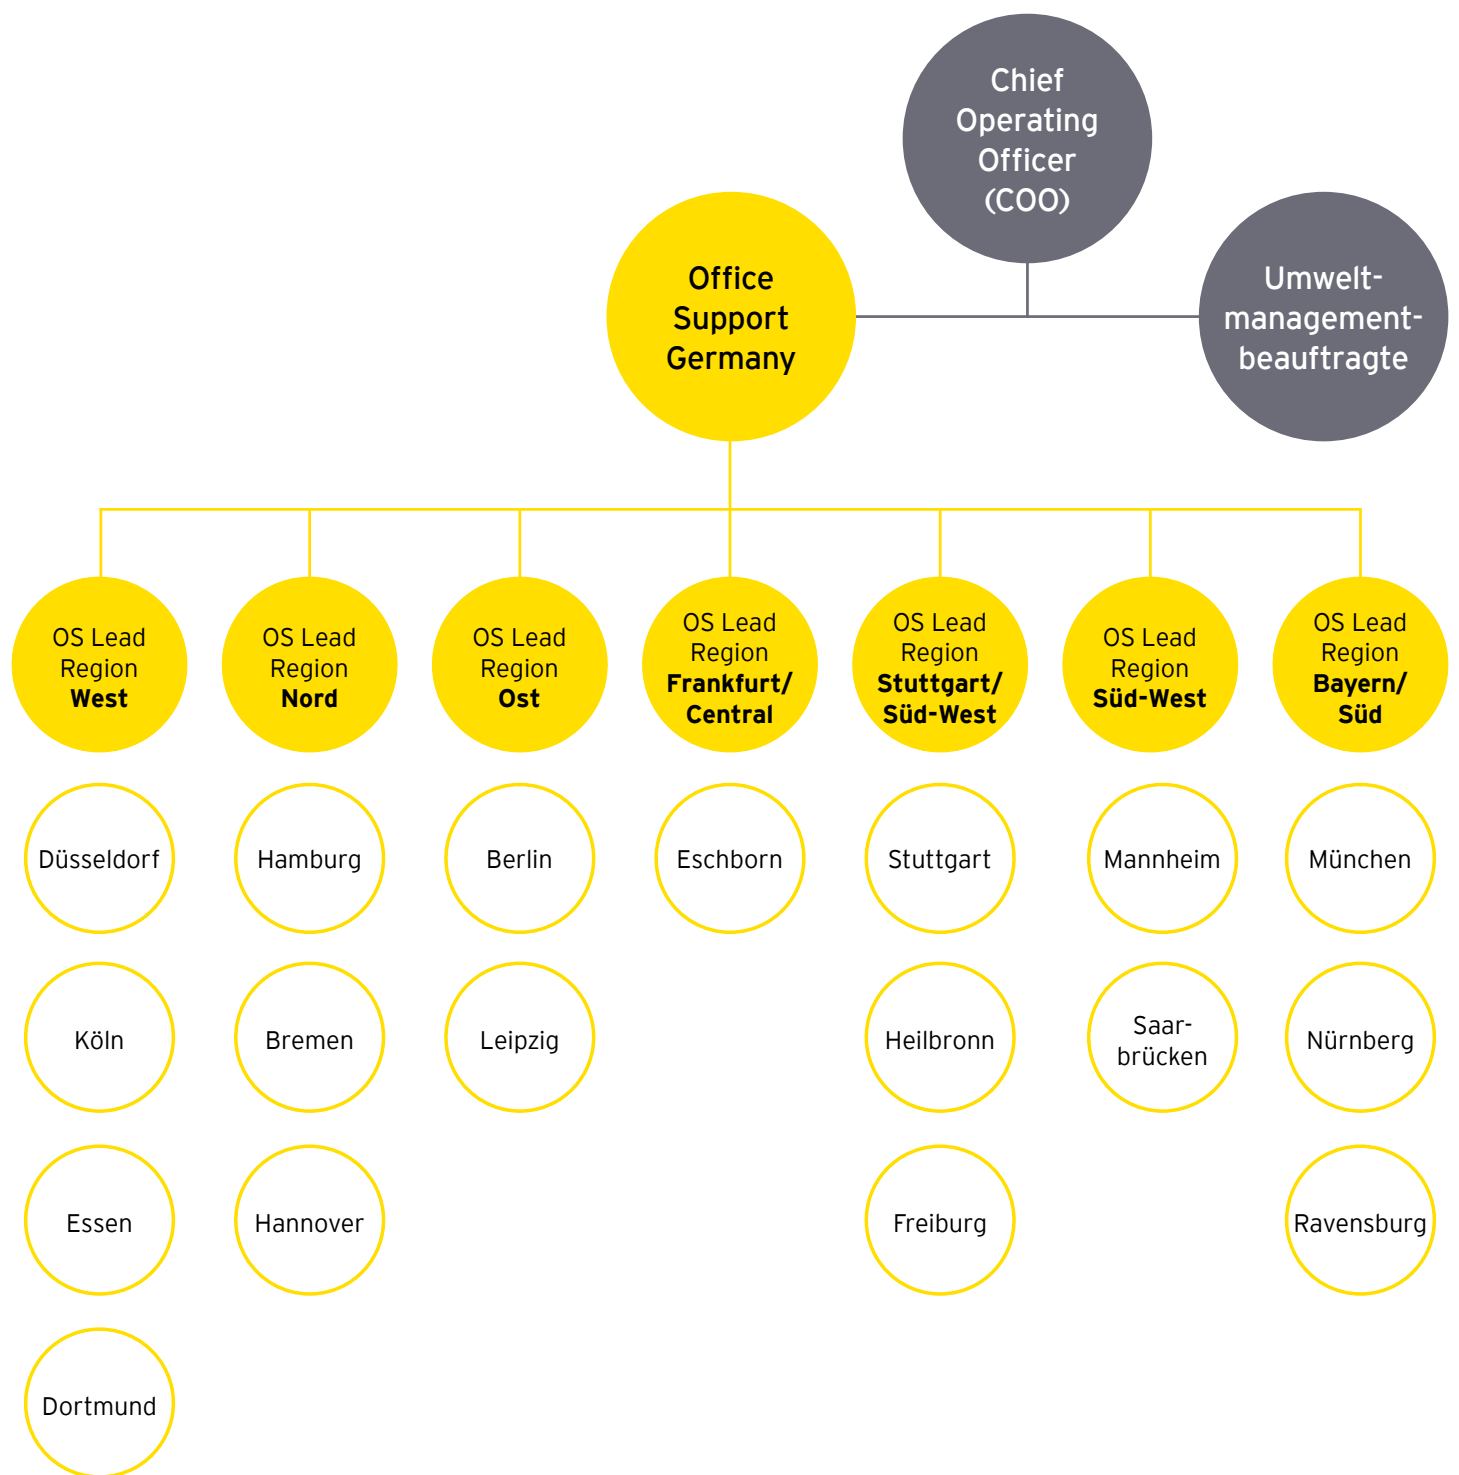 Chief
Operating
Officer
(COO)
Office
Support
Germany
Umwelt-
management-
beauftragte
OS Lead
Region
West
OS Lead
Region
Nord
OS Lead
Region
Ost
OS Lead
Region
Frankfurt/
Central
OS Lead
Region
Stuttgart/
Süd-West
OS Lead
Region
Süd-West
OS Lead
Region
Bayern/
Süd
Düsseldorf
Hamburg
Berlin
Eschborn
Stuttgart
Mannheim
München
Köln
Bremen
Leipzig
Heilbronn
Saar-
brücken
Nürnberg
Essen
Hannover
Freiburg
Ravensburg
Dortmund